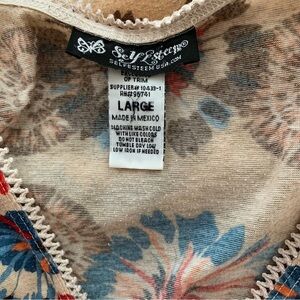 Self Esteem
SELFESTEEMUSA.COM
OF TRIM
LARGE
MADE IN MEXICO
MACHINE WASH COLD
WITH LIKE COLORS
DO NOT BLEACH
TUMBLE DRY LOW
LOW IRON IF NEEDED